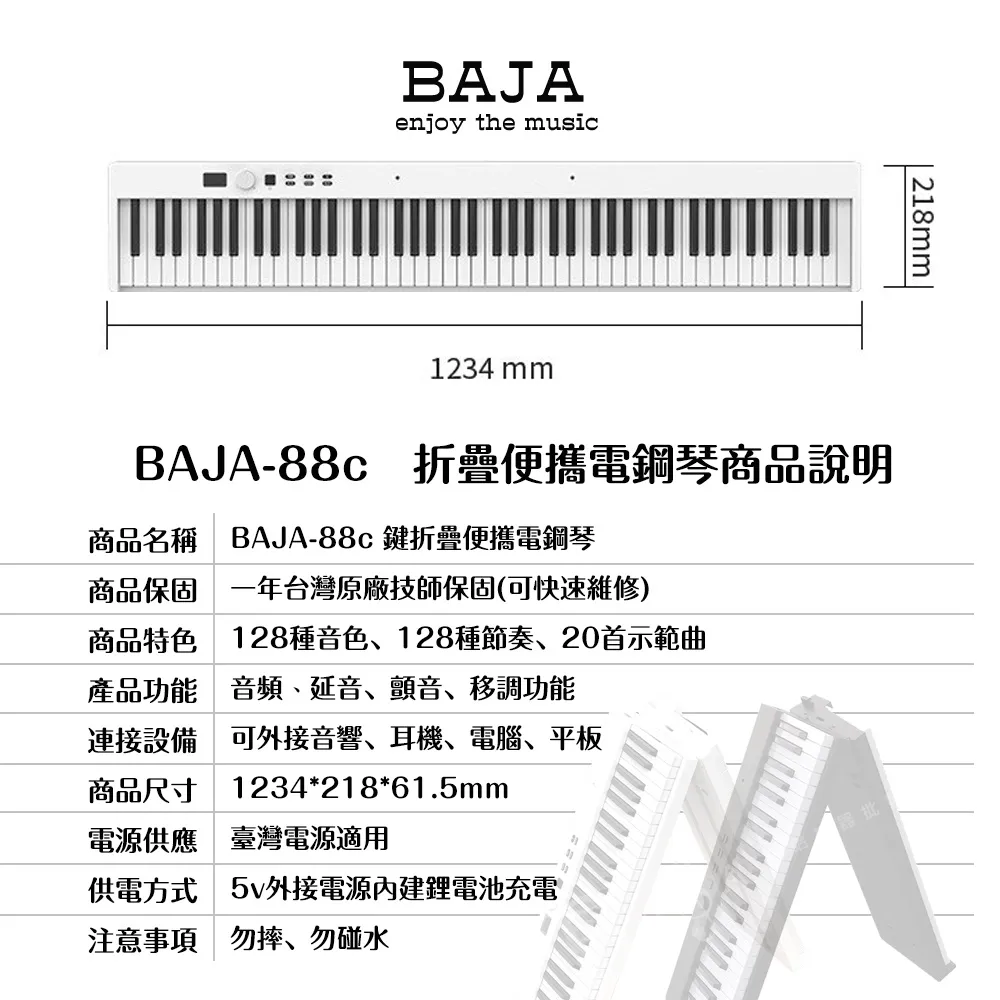 BAJA
enjoy the music
218mm
1234 mm
BAJA-88c 折疊便攜電鋼琴商品說明
商品名稱 BAJA-88c 鍵折疊便攜電鋼琴
商品保固 一年台灣原廠技師保固(可快速維修)
商品特色 128種音色、128種節奏、20首示範曲
產品功能 音頻、延音、顫音、移調功能
連接設備 可外接音響、耳機、電腦、平板
商品尺寸 1234*218*61.5mm
電源供應 臺灣電源適用
供電方式 5v外接電源內建鋰電池充電
注意事項 勿摔、勿碰水